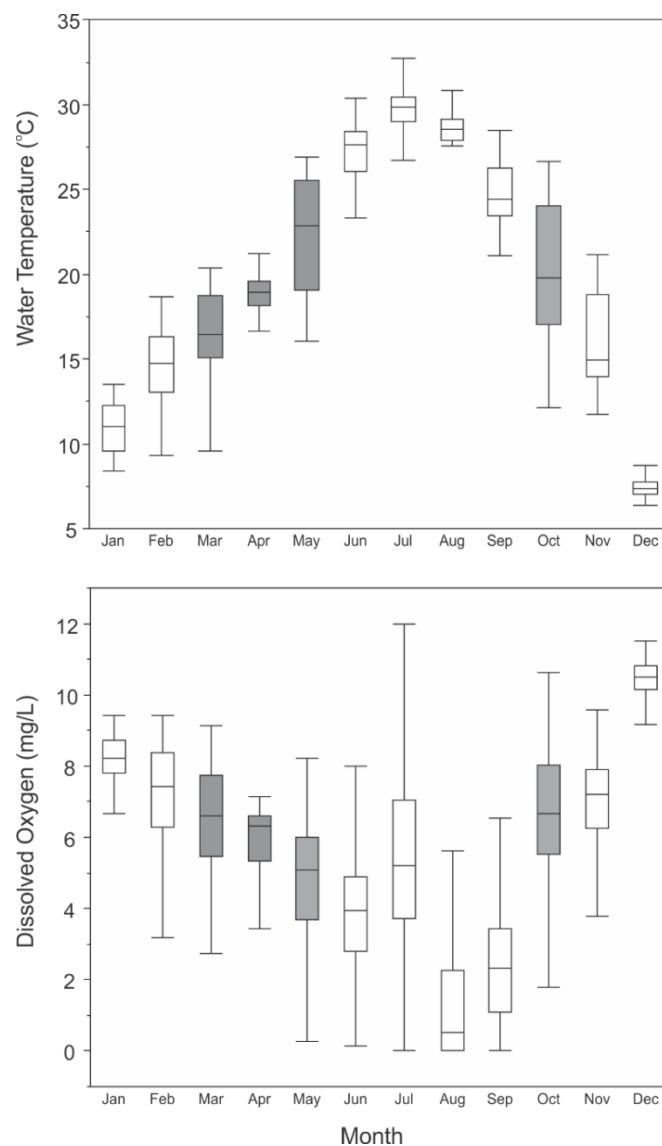 35
30
25
20
15
10
5
Water Temperature (°C)
Jan Feb Mar Apr May Jun Jul Aug Sep Oct Nov Dec
12
10
8
6
4
2
0
Dissolved Oxygen (mg/L)
Jan Feb Mar Apr May Jun Jul Aug Sep Oct Nov Dec
Month